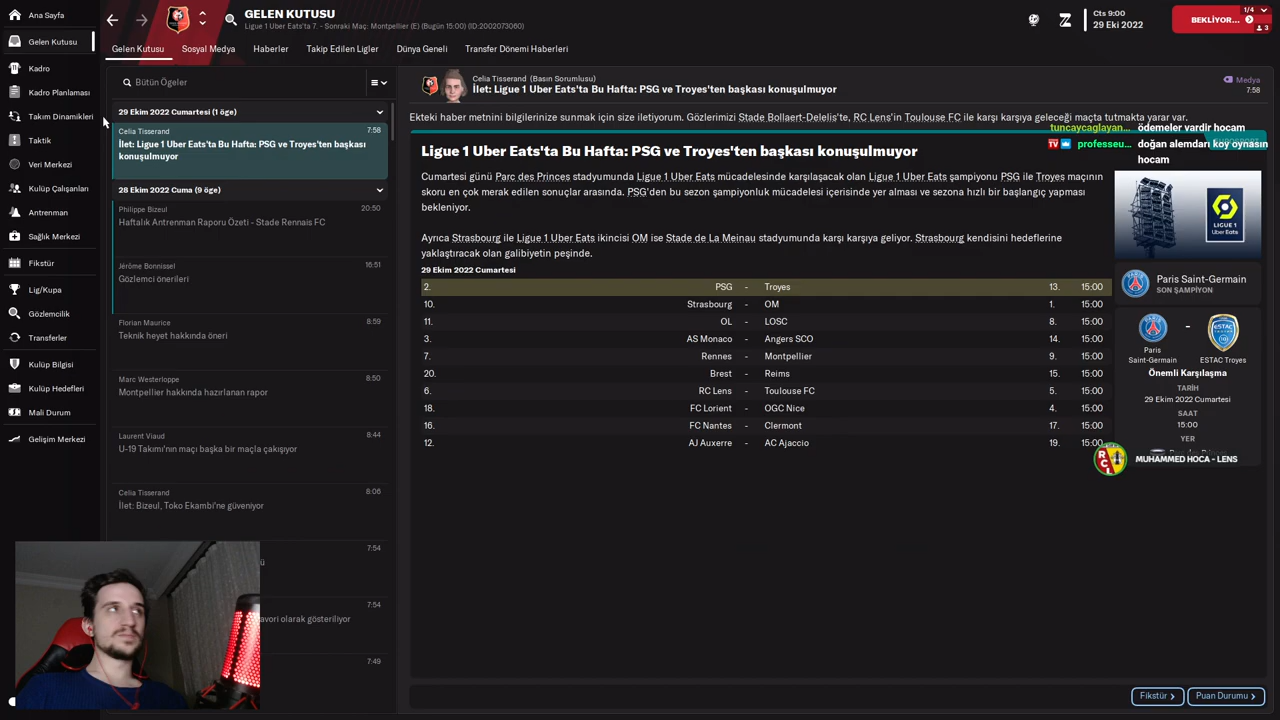 Ana Sayfa
Gelen Kutusu
Kadro
Kadro Planlaması
Takım Dinamikleri
Taktik
Veri Merkezi
Kulüp Çalışanları
Antrenman
Sağlık Merkezi
Fikstür
Lig/Kupa
Gözlemcilik
Transferler
Kulüp Bilgisi
Kulüp Hedefleri
Mali Durum
Gelişim Merkezi
GELEN KUTUSU
Ligue 1 Uber Eats'ta 7. - Sonraki Maç: Montpellier (E) (Bugün 15:00) (ID:2002073060)
Cts 9:00
29 Eki 2022
BEKLİYOR...
1/4
3
Gelen Kutusu
Sosyal Medya
Haberler
Takip Edilen Ligler
Dünya Geneli
Transfer Dönemi Haberleri
Bütün Ögeler
29 Ekim 2022 Cumartesi (1 öge)
Celia Tisserand 7:58
İlet: Ligue 1 Uber Eats'ta Bu Hafta: PSG ve Troyes'ten başkası
konuşulmuyor
28 Ekim 2022 Cuma (9 öge)
Philippe Bizeul 20:50
Haftalık Antrenman Raporu Özeti - Stade Rennais FC
Jérôme Bonnissel 16:51
Gözlemci önerileri
Florian Maurice 8:59
Teknik heyet hakkında öneri
Marc Westerloppe 8:50
Montpellier hakkında hazırlanan rapor
Laurent Viaud 8:44
U-19 Takımı'nın maçı başka bir maçla çakışıyor
Celia Tisserand 8:06
İlet: Bizeul, Toko Ekambi'ne güveniyor
7:54
7:54
avori olarak gösteriliyor
7:49
Celia Tisserand (Basın Sorumlusu)
İlet: Ligue 1 Uber Eats'ta Bu Hafta: PSG ve Troyes'ten başkası konuşulmuyor
Medya
7:58
Ekteki haber metnini bilgilerinize sunmak için size iletiyorum. Gözlerimizi Stade Bollaert-Delelis'te, RC Lens'in Toulouse FC ile karşı karşıya geleceği maçta tutmakta yarar var.
tuncaycaglayan... ödemeler vardir hocam
professeu... doğan alemdarı koy oynasın
hocam
Ligue 1 Uber Eats'ta Bu Hafta: PSG ve Troyes'ten başkası konuşulmuyor
Cumartesi günü Parc des Princes stadyumunda Ligue 1 Uber Eats mücadelesinde karşılaşacak olan Ligue 1 Uber Eats şampiyonu PSG ile Troyes maçının
skoru en çok merak edilen sonuçlar arasında. PSG'den bu sezon şampiyonluk mücadelesi içerisinde yer alması ve sezona hızlı bir başlangıç yapması
bekleniyor.
Ayrıca Strasbourg ile Ligue 1 Uber Eats ikincisi OM ise Stade de La Meinau stadyumunda karşı karşıya geliyor. Strasbourg kendisini hedeflerine
yaklaştıracak olan galibiyetin peşinde.
29 Ekim 2022 Cumartesi
2. PSG - Troyes 13. 15:00
10. Strasbourg - OM 1. 15:00
11. OL - LOSC 8. 15:00
3. AS Monaco - Angers SCO 14. 15:00
7. Rennes - Montpellier 9. 15:00
20. Brest - Reims 15. 15:00
6. RC Lens - Toulouse FC 5. 15:00
18. FC Lorient - OGC Nice 4. 15:00
16. FC Nantes - Clermont 17. 15:00
12. AJ Auxerre - AC Ajaccio 19. 15:00
LIGUE 1
Uber Eats
Paris Saint-Germain
SON ŞAMPİYON
-
Paris
Saint-Germain
ESTAC Troyes
Önemli Karşılaşma
TARİH
29 Ekim 2022 Cumartesi
SAAT
15:00
YER
MUHAMMED HOCA - LENS
Fikstür
Puan Durumu